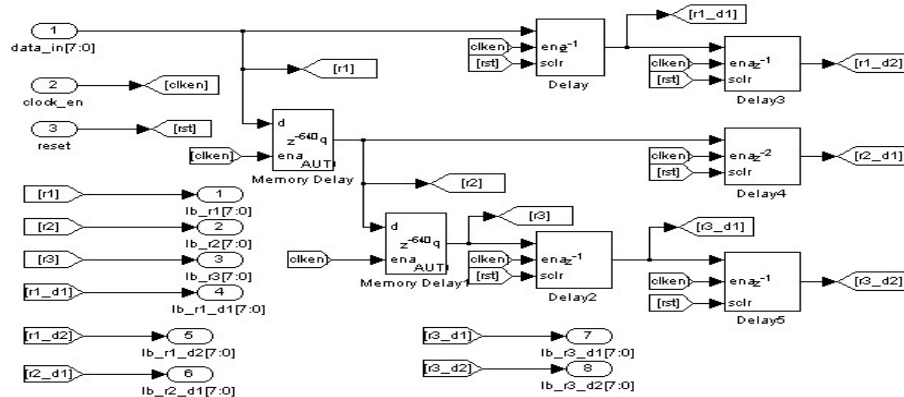 1
data_in[7:0]
2
clock_en
3
reset
[clken]
[rst]
[r1]
[clken]
d
z-640 q
ena
AUTO
Memory Delay
[clken]
[rst]
ena z-1
sclr
Delay
[r1_d1]
[clken]
[rst]
ena z-1
sclr
Delay3
[r1_d2]
[clken]
[rst]
ena z-2
sclr
Delay4
[r2_d1]
[r2]
clken]
d
z-640 q
ena
AUTO
Memory Delay1
[r3]
clken]
[rst]
ena z-1
sclr
Delay2
[r3_d1]
clken]
[rst]
ena z-1
sclr
Delay5
[r3_d2]
[r1]
1
lb_r1[7:0]
[r2]
2
lb_r2[7:0]
[r3]
3
lb_r3[7:0]
[r1_d1]
4
lb_r1_d1[7:0]
[r1_d2]
5
lb_r1_d2[7:0]
[r2_d1]
6
lb_r2_d1[7:0]
[r3_d1]
7
lb_r3_d1[7:0]
[r3_d2]
8
lb_r3_d2[7:0]